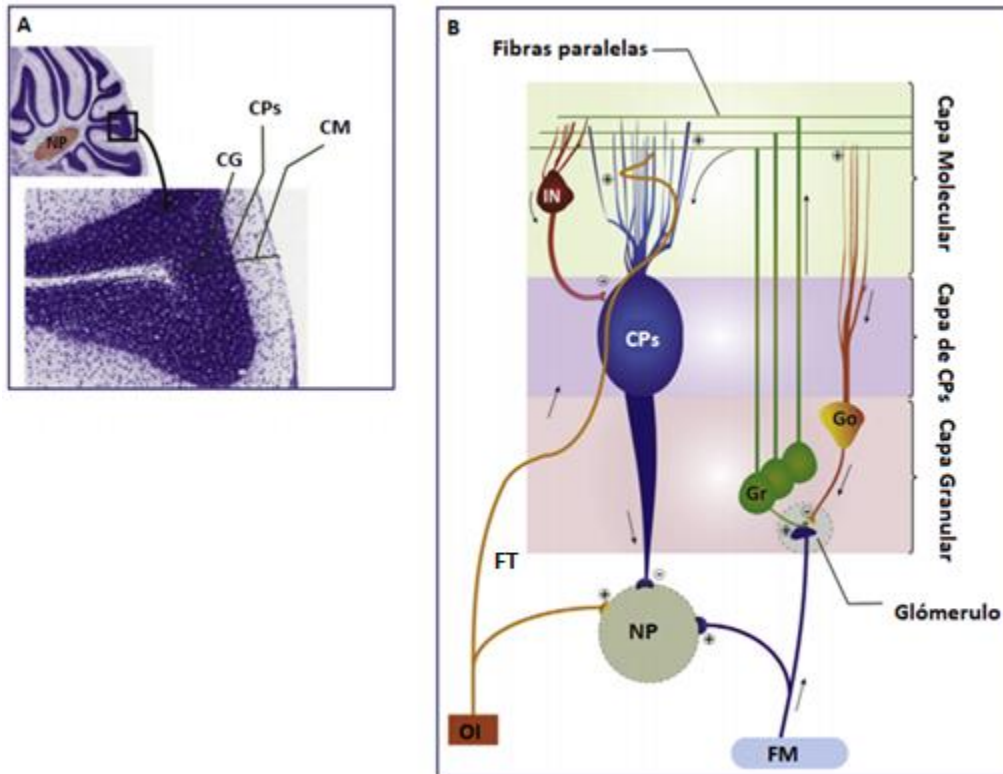 A
NP
CPs
CM
CG
B
Fibras paralelas
IN
CPs
Go
Gr
FT
NP
Glómerulo
OI
FM
Capa Molecular
Capa de CPs
Capa Granular